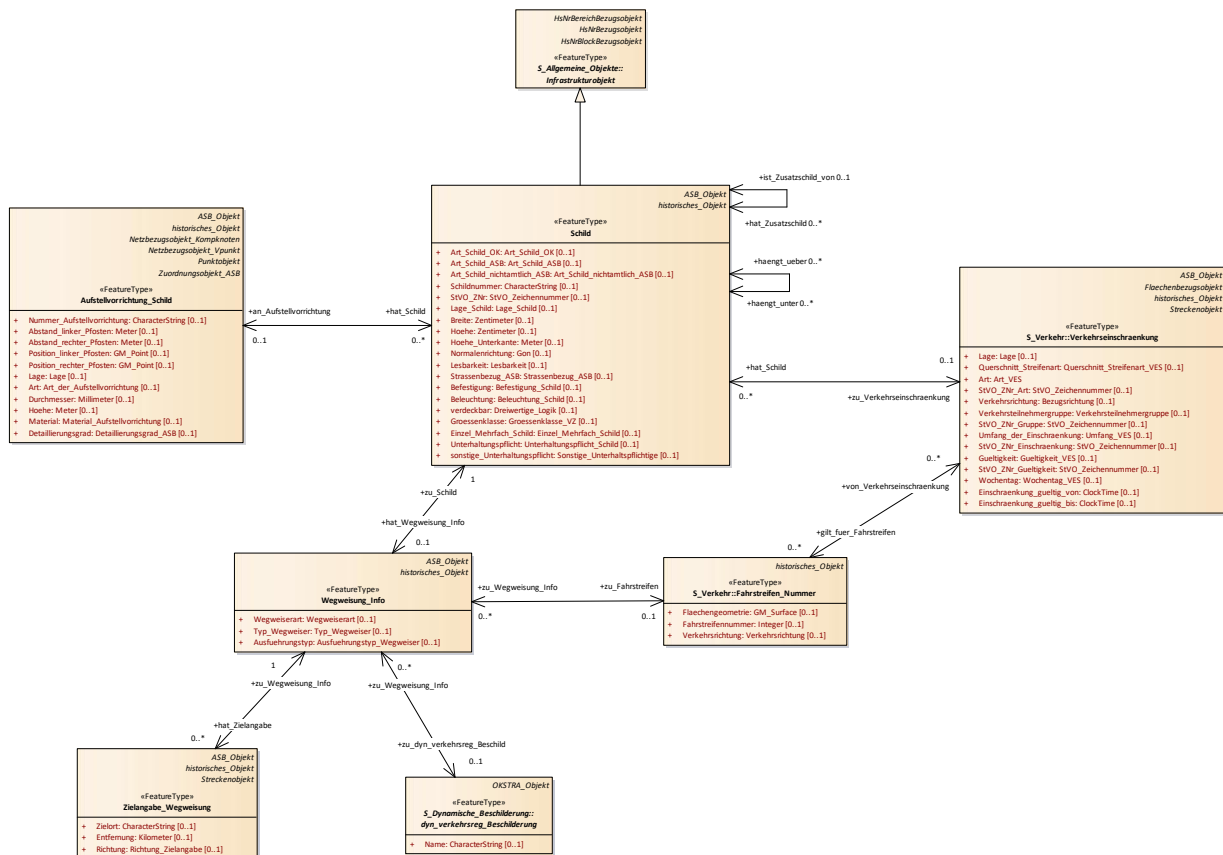 HsNrBereichBezugsobjekt
HsNrBezugsobjekt
HsNrBlockBezugsobjekt
«FeatureType»
S_Allgemeine_Objekte::
Infrastrukturobjekt
+ist_Zusatzschild_von 0..1
+hat_Zusatzschild 0..*
+haengt_ueber 0..*
+haengt_unter 0..*
ASB_Objekt
historisches_Objekt
«FeatureType»
Schild
+ Art_Schild_OK: Art_Schild_OK [0..1]
+ Art_Schild_ASB: Art_Schild_ASB [0..1]
+ Art_Schild_nichtamtlich_ASB: Art_Schild_nichtamtlich_ASB [0..1]
+ Schildnummer: CharacterString [0..1]
+ StVO_ZNr: StVO_Zeichennummer [0..1]
+ Lage_Schild: Lage_Schild [0..1]
+ Breite: Zentimeter [0..1]
+ Hoehe: Zentimeter [0..1]
+ Hoehe_Unterkante: Meter [0..1]
+ Normalenrichtung: Gon [0..1]
+ Lesbarkeit: Lesbarkeit [0..1]
+ Strassenbezug_ASB: Strassenbezug_ASB [0..1]
+ Befestigung: Befestigung_Schild [0..1]
+ Beleuchtung: Beleuchtung_Schild [0..1]
+ verdeckbar: Dreiwertige_Logik [0..1]
+ Groessenklasse: Groessenklasse_VZ [0..1]
+ Einzel_Mehrfach_Schild: Einzel_Mehrfach_Schild [0..1]
+ Unterhaltungspflicht: Unterhaltungspflicht_Schild [0..1]
+ sonstige_Unterhaltungspflicht: Sonstige_Unterhaltspflichtige [0..1]
ASB_Objekt
historisches_Objekt
Netzbezugsobjekt_Kompknoten
Netzbezugsobjekt_Vpunkt
Punktobjekt
Zuordnungsobjekt_ASB
«FeatureType»
Aufstellvorrichtung_Schild
+ Nummer_Aufstellvorrichtung: CharacterString [0..1]
+ Abstand_linker_Pfosten: Meter [0..1]
+ Abstand_rechter_Pfosten: Meter [0..1]
+ Position_linker_Pfosten: GM_Point [0..1]
+ Position_rechter_Pfosten: GM_Point [0..1]
+ Lage: Lage [0..1]
+ Art: Art_der_Aufstellvorrichtung [0..1]
+ Durchmesser: Millimeter [0..1]
+ Hoehe: Meter [0..1]
+ Material: Material_Aufstellvorrichtung [0..1]
+ Detaillierungsgrad: Detaillierungsgrad_ASB [0..1]
+an_Aufstellvorrichtung
0..1
+hat_Schild
0..*
ASB_Objekt
Flaechenbezugsobjekt
historisches_Objekt
Streckenobjekt
«FeatureType»
S_Verkehr::Verkehrseinschraenkung
+ Lage: Lage [0..1]
+ Querschnitt_Streifenart: Querschnitt_Streifenart_VES [0..1]
+ Art: Art_VES
+ StVO_ZNr_Art: StVO_Zeichennummer [0..1]
+ Verkehrsrichtung: Bezugsrichtung [0..1]
+ Verkehrsteilnehmergruppe: Verkehrsteilnehmergruppe [0..1]
+ StVO_ZNr_Gruppe: StVO_Zeichennummer [0..1]
+ Umfang_der_Einschraenkung: Umfang_VES [0..1]
+ StVO_ZNr_Einschraenkung: StVO_Zeichennummer [0..1]
+ Gueltigkeit: Gueltigkeit_VES [0..1]
+ StVO_ZNr_Gueltigkeit: StVO_Zeichennummer [0..1]
+ Wochentag: Wochentag_VES [0..1]
+ Einschraenkung_gueltig_von: ClockTime [0..1]
+ Einschraenkung_gueltig_bis: ClockTime [0..1]
+hat_Schild
0..*
0..1
+zu_Verkehrseinschraenkung
0..*
+von_Verkehrseinschraenkung
+gilt_fuer_Fahrstreifen
0..*
1
+zu_Schild
+hat_Wegweisung_Info
0..1
ASB_Objekt
historisches_Objekt
«FeatureType»
Wegweisung_Info
+ Wegweiserart: Wegweiserart [0..1]
+ Typ_Wegweiser: Typ_Wegweiser [0..1]
+ Ausfuehrungstyp: Ausfuehrungstyp_Wegweiser [0..1]
+zu_Wegweisung_Info
0..*
+zu_Fahrstreifen
0..1
historisches_Objekt
«FeatureType»
S_Verkehr::Fahrstreifen_Nummer
+ Flaechengeometrie: GM_Surface [0..1]
+ Fahrstreifennummer: Integer [0..1]
+ Verkehrsrichtung: Verkehrsrichtung [0..1]
1
+zu_Wegweisung_Info
+hat_Zielangabe
0..*
0..*
+zu_Wegweisung_Info
+zu_dyn_verkehrsreg_Beschild
0..1
ASB_Objekt
historisches_Objekt
Streckenobjekt
«FeatureType»
Zielangabe_Wegweisung
+ Zielort: CharacterString [0..1]
+ Entfernung: Kilometer [0..1]
+ Richtung: Richtung_Zielangabe [0..1]
OKSTRA_Objekt
«FeatureType»
S_Dynamische_Beschilderung::
dyn_verkehrsreg_Beschilderung
+ Name: CharacterString [0..1]